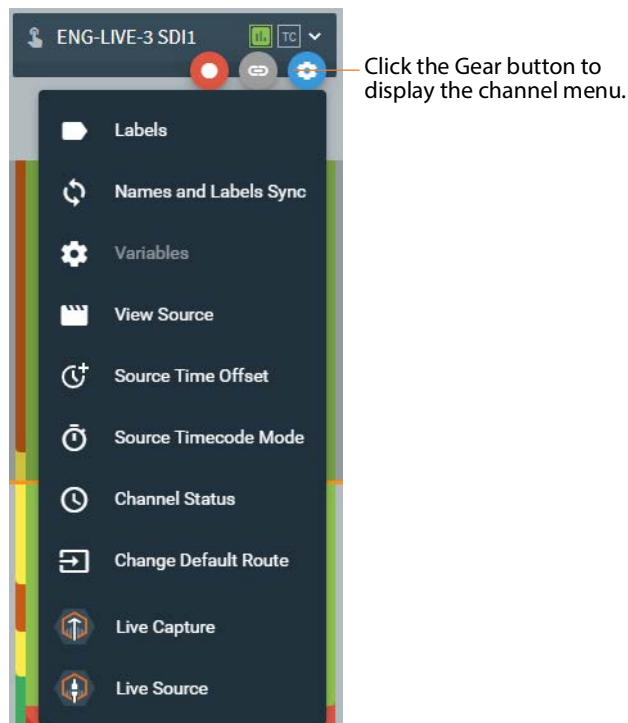 ENG-LIVE-3 SDI1
TC
Click the Gear button to
display the channel menu.
Labels
Names and Labels Sync
Variables
View Source
Source Time Offset
Source Timecode Mode
Channel Status
Change Default Route
Live Capture
Live Source